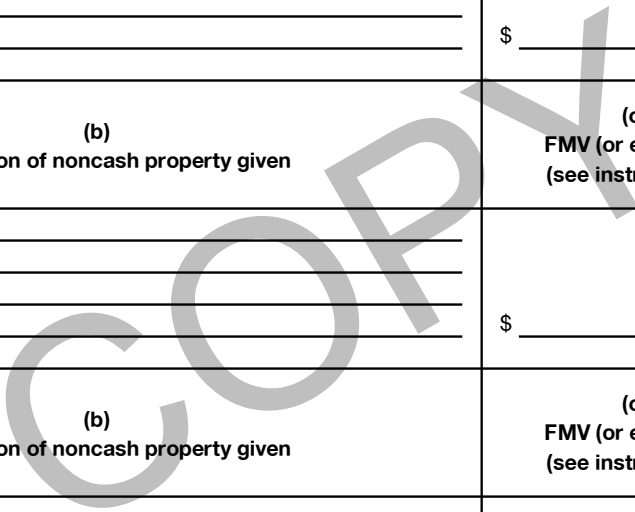 $
(b)
on of noncash property given
(c
FMV (or e
(see instr
$
(b)
on of noncash property given
(c
FMV (or e
(see instr
COPY